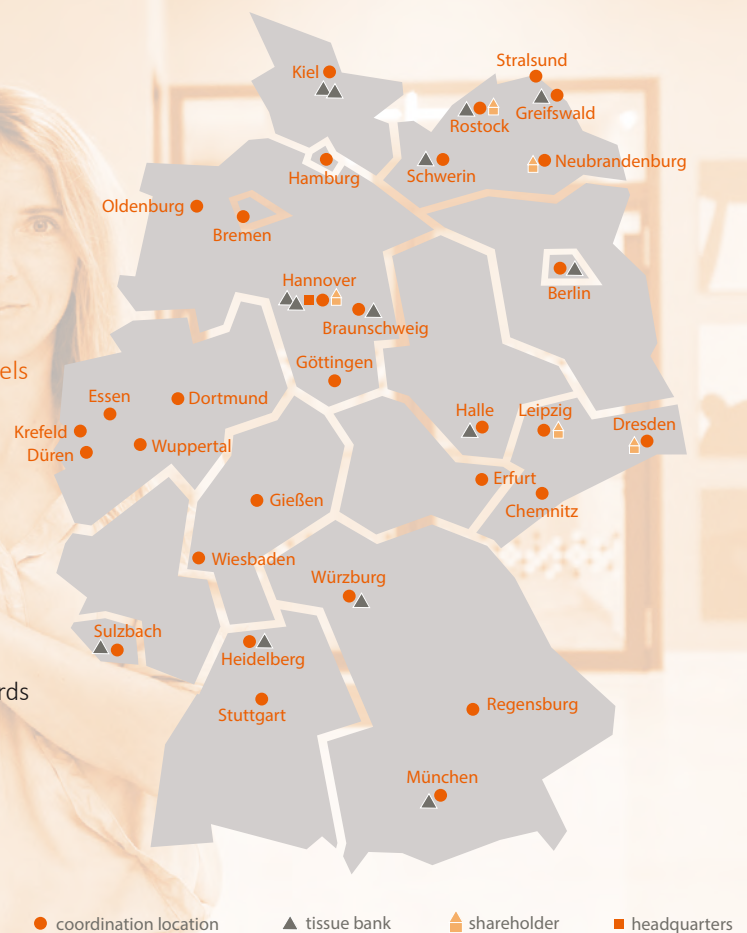 Stralsund
Kiel
Greifswald
Rostock
Hamburg
Schwerin
Neubrandenburg
Oldenburg
Bremen
Hannover
Berlin
Braunschweig
Göttingen
els
Essen
Dortmund
Halle
Leipzig
Dresden
Krefeld
Düren
Wuppertal
Erfurt
Gießen
Chemnitz
Wiesbaden
Würzburg
Sulzbach
Heidelberg
rds
Stuttgart
Regensburg
München
coordination location
tissue bank
shareholder
headquarters